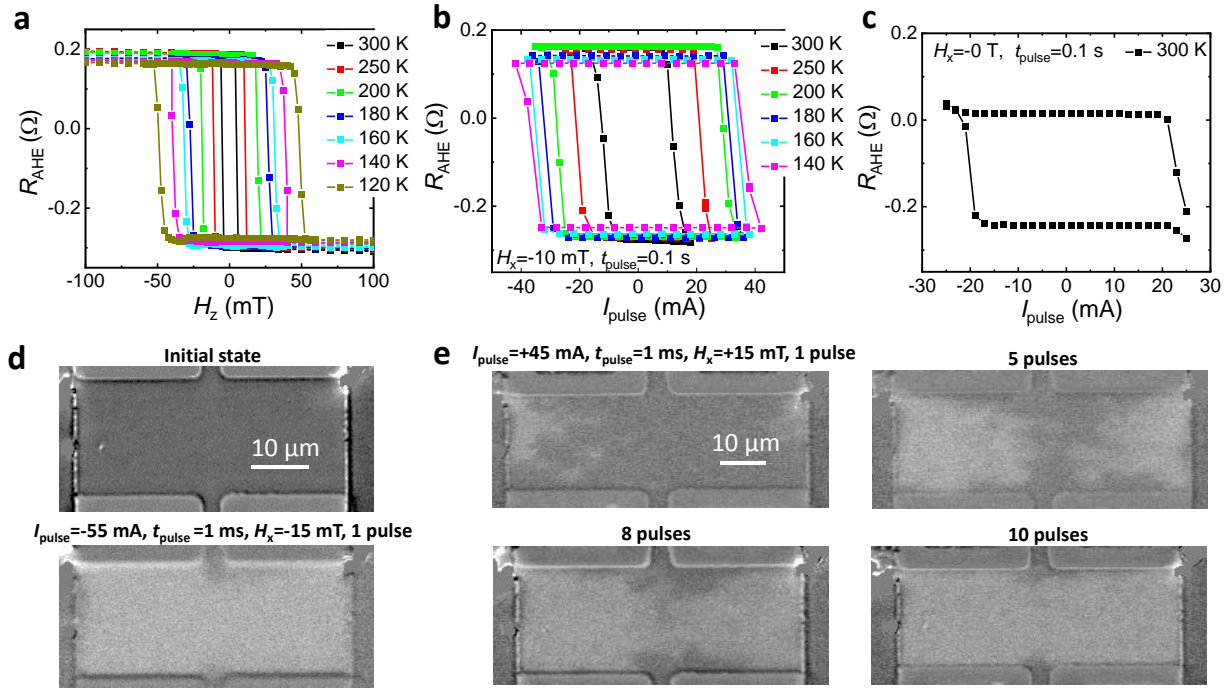 a
0.2
0.0
-0.2
R_AHE (Ω)
-100 -50 0 50 100
H_z (mT)
300 K
250 K
200 K
180 K
160 K
140 K
120 K
b
0.2
0.0
-0.2
R_AHE (Ω)
H_x=-10 mT, t_pulse=0.1 s
-40 -20 0 20 40
I_pulse (mA)
300 K
250 K
200 K
180 K
160 K
140 K
c
0.2
0.0
-0.2
R_AHE (Ω)
H_x=-0 T, t_pulse=0.1 s
300 K
-30 -20 -10 0 10 20 30
I_pulse (mA)
d
Initial state
10 μm
I_pulse=-55 mA, t_pulse=1 ms, H_x=-15 mT, 1 pulse
e
I_pulse=+45 mA, t_pulse=1 ms, H_x=+15 mT, 1 pulse
10 μm
5 pulses
8 pulses
10 pulses